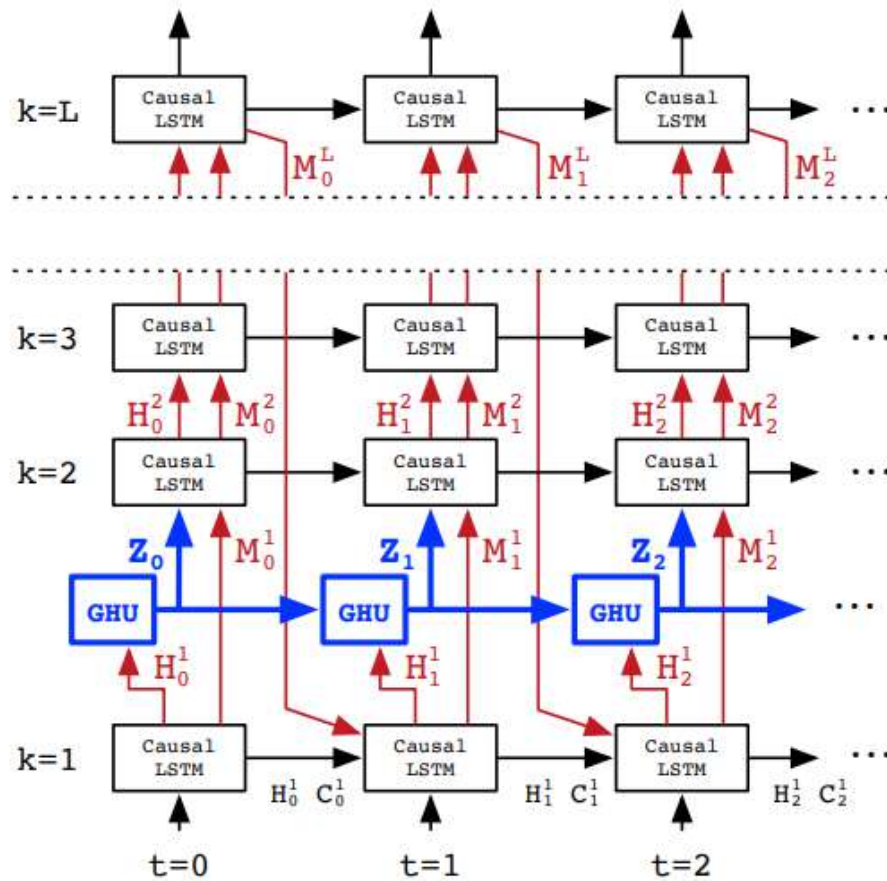 k=L Causal LSTM Causal LSTM Causal LSTM ...
M₀ᴸ M₁ᴸ M₂ᴸ
k=3 Causal LSTM Causal LSTM Causal LSTM ...
H₀² M₀² H₁² M₁² H₂² M₂²
k=2 Causal LSTM Causal LSTM Causal LSTM ...
Z₀ M₀¹ Z₁ M₁¹ Z₂ M₂¹
GHU GHU GHU ...
H₀¹ H₁¹ H₂¹
k=1 Causal LSTM Causal LSTM Causal LSTM ...
H₀¹ C₀¹ H₁¹ C₁¹ H₂¹ C₂¹
t=0 t=1 t=2